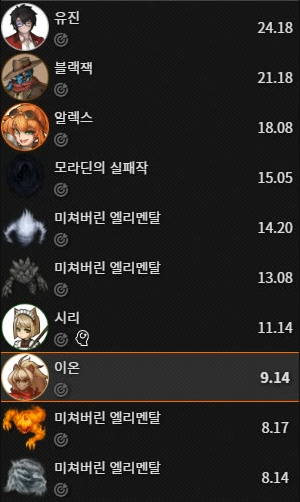 유진
24.18
블랙잭
21.18
알렉스
18.08
모라딘의 실패작
15.05
미쳐버린 엘리멘탈
14.20
미쳐버린 엘리멘탈
13.08
시리
11.14
이온
9.14
미쳐버린 엘리멘탈
8.17
미쳐버린 엘리멘탈
8.14